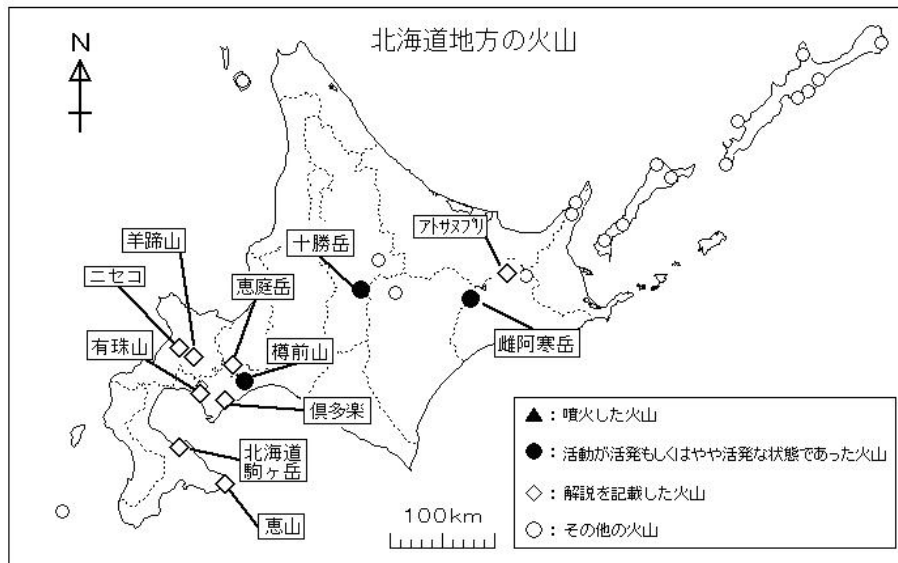 北海道地方の火山
N
アトサヌプリ
十勝岳
羊蹄山
恵庭岳
ニセコ
樽前山
有珠山
雌阿寒岳
倶多楽
北海道
駒ヶ岳
恵山
100km
▲:噴火した火山
●:活動が活発もしくはやや活発な状態であった火山
◇:解説を記載した火山
○:その他の火山